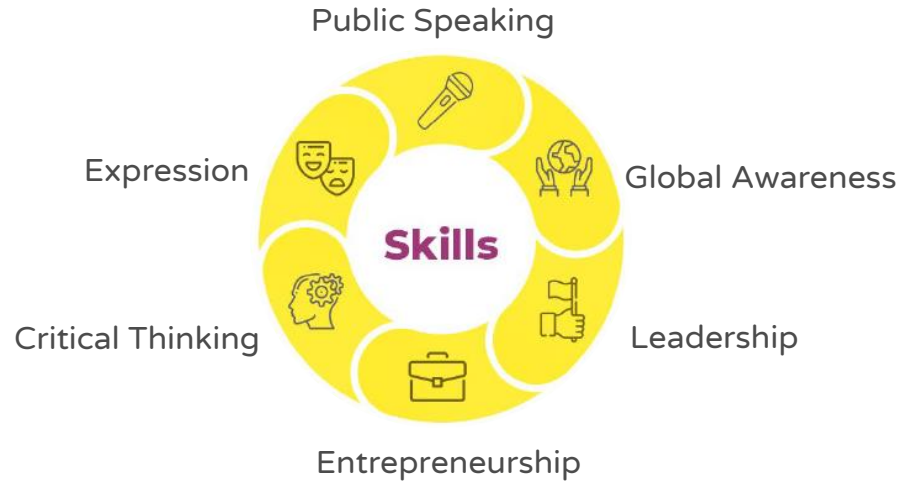 Public Speaking
Expression
Global Awareness
Skills
Critical Thinking
Leadership
Entrepreneurship